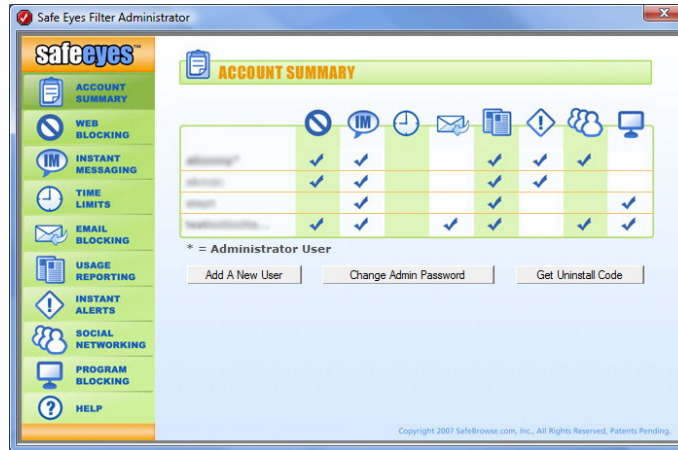 Safe Eyes Filter Administrator
safeeyes™
ACCOUNT SUMMARY
ACCOUNT
SUMMARY
WEB
BLOCKING
IM
INSTANT
MESSAGING
TIME
LIMITS
EMAIL
BLOCKING
USAGE
REPORTING
INSTANT
ALERTS
SOCIAL
NETWORKING
PROGRAM
BLOCKING
?
HELP
IM
* = Administrator User
Add A New User
Change Admin Password
Get Uninstall Code
Copyright 2007 SafeBrowse.com, Inc., All Rights Reserved, Patents Pending.